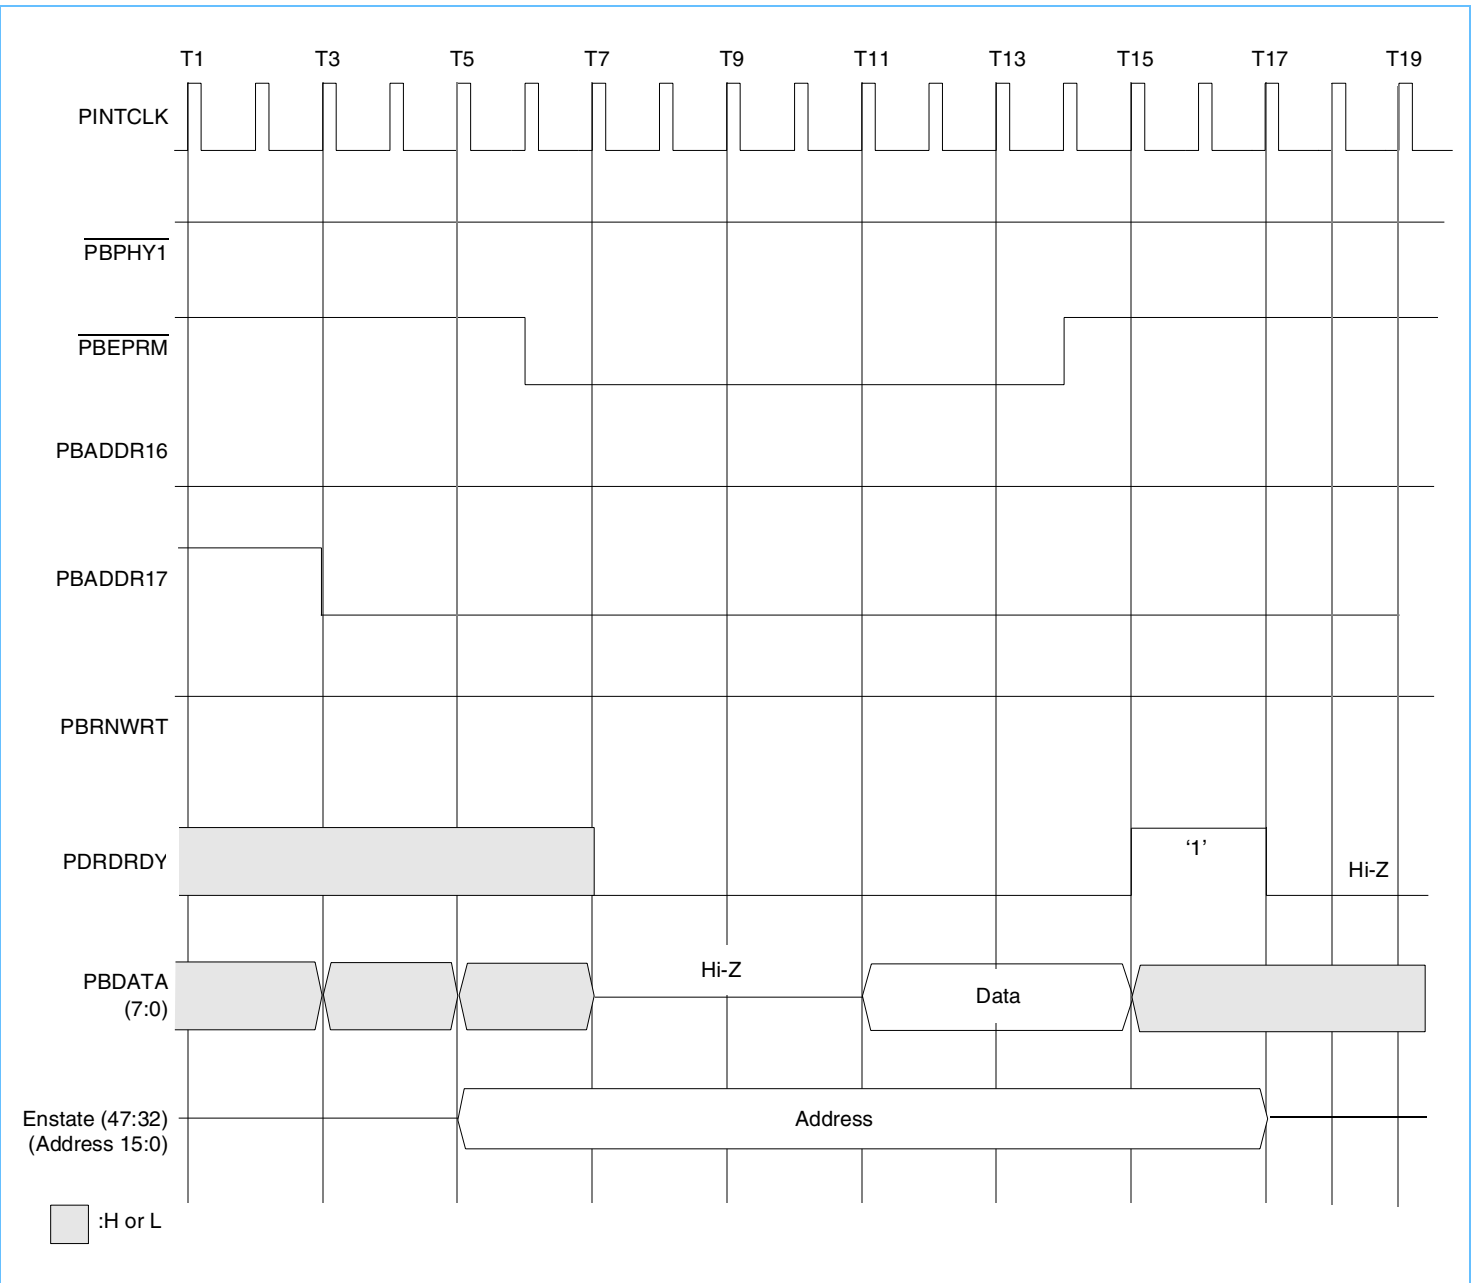 T1 T3 T5 T7 T9 T11 T13 T15 T17 T19
PINTCLK
PBPHY1
PBEPRM
PBADDR16
PBADDR17
PBRNWRT
PDRDRDY
‘1’
Hi-Z
PBDATA
(7:0)
Hi-Z
Data
Enstate (47:32)
(Address 15:0)
Address
:H or L